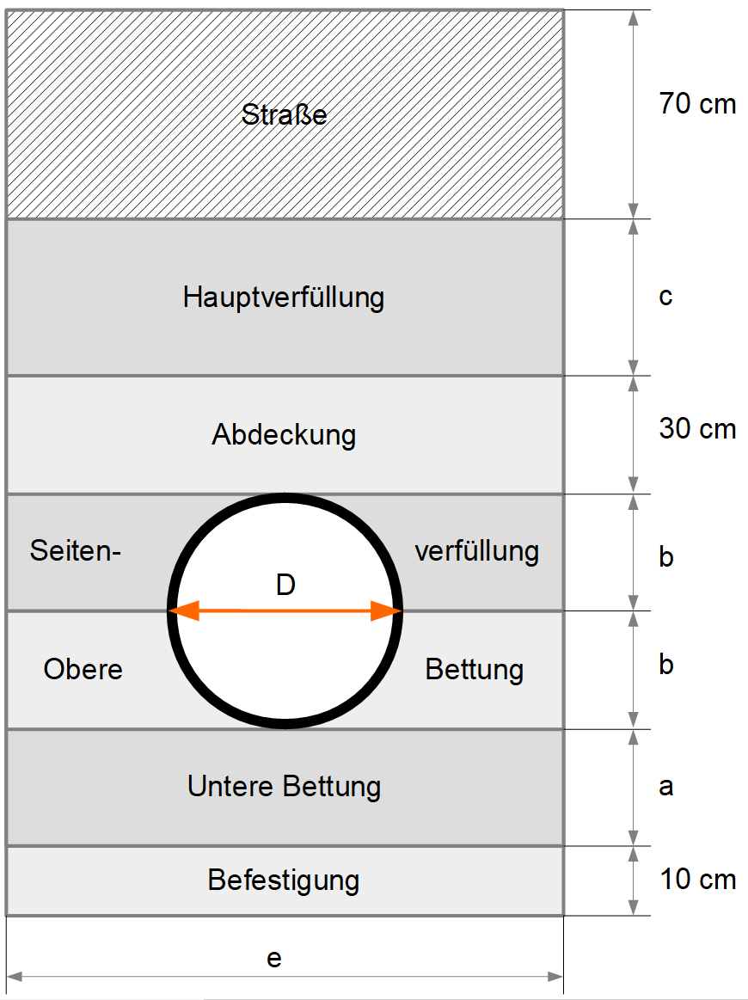 Straße
70 cm
Hauptverfüllung
c
Abdeckung
30 cm
Seiten- verfüllung
b
D
Obere Bettung
b
Untere Bettung
a
Befestigung
10 cm
e